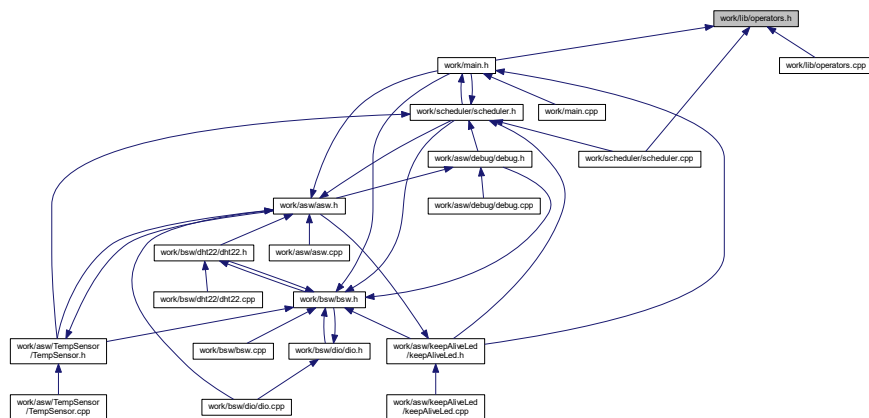 work/lib/operators.h
work/main.h
work/lib/operators.cpp
work/scheduler/scheduler.h
work/main.cpp
work/asw/debug/debug.h
work/scheduler/scheduler.cpp
work/asw/asw.h
work/asw/debug/debug.cpp
work/bsw/dht22/dht22.h
work/asw/asw.cpp
work/bsw/dht22/dht22.cpp
work/bsw/bsw.h
work/asw/TempSensor
/TempSensor.h
work/bsw/bsw.cpp
work/bsw/dio/dio.h
work/asw/keepAliveLed
/keepAliveLed.h
work/asw/TempSensor
/TempSensor.cpp
work/bsw/dio/dio.cpp
work/asw/keepAliveLed
/keepAliveLed.cpp